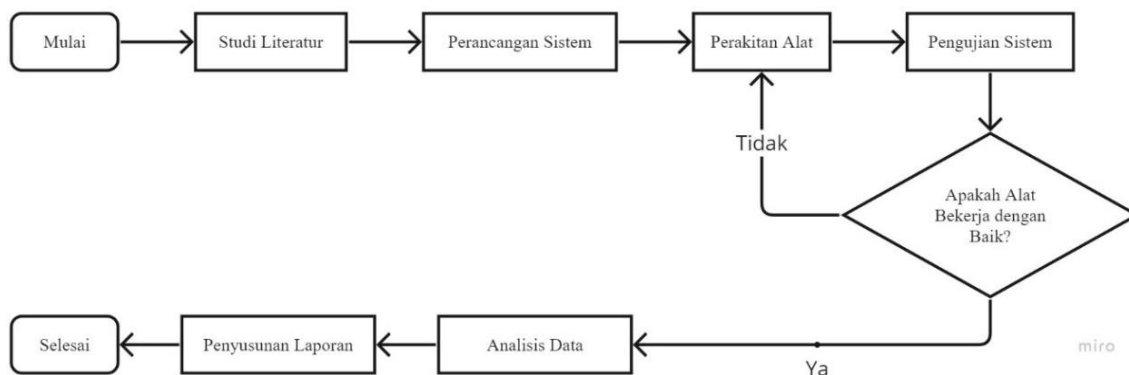 Mulai
Studi Literatur
Perancangan Sistem
Perakitan Alat
Pengujian Sistem
Tidak
Apakah Alat
Bekerja dengan
Baik?
Ya
Analisis Data
Penyusunan Laporan
Selesai
miro